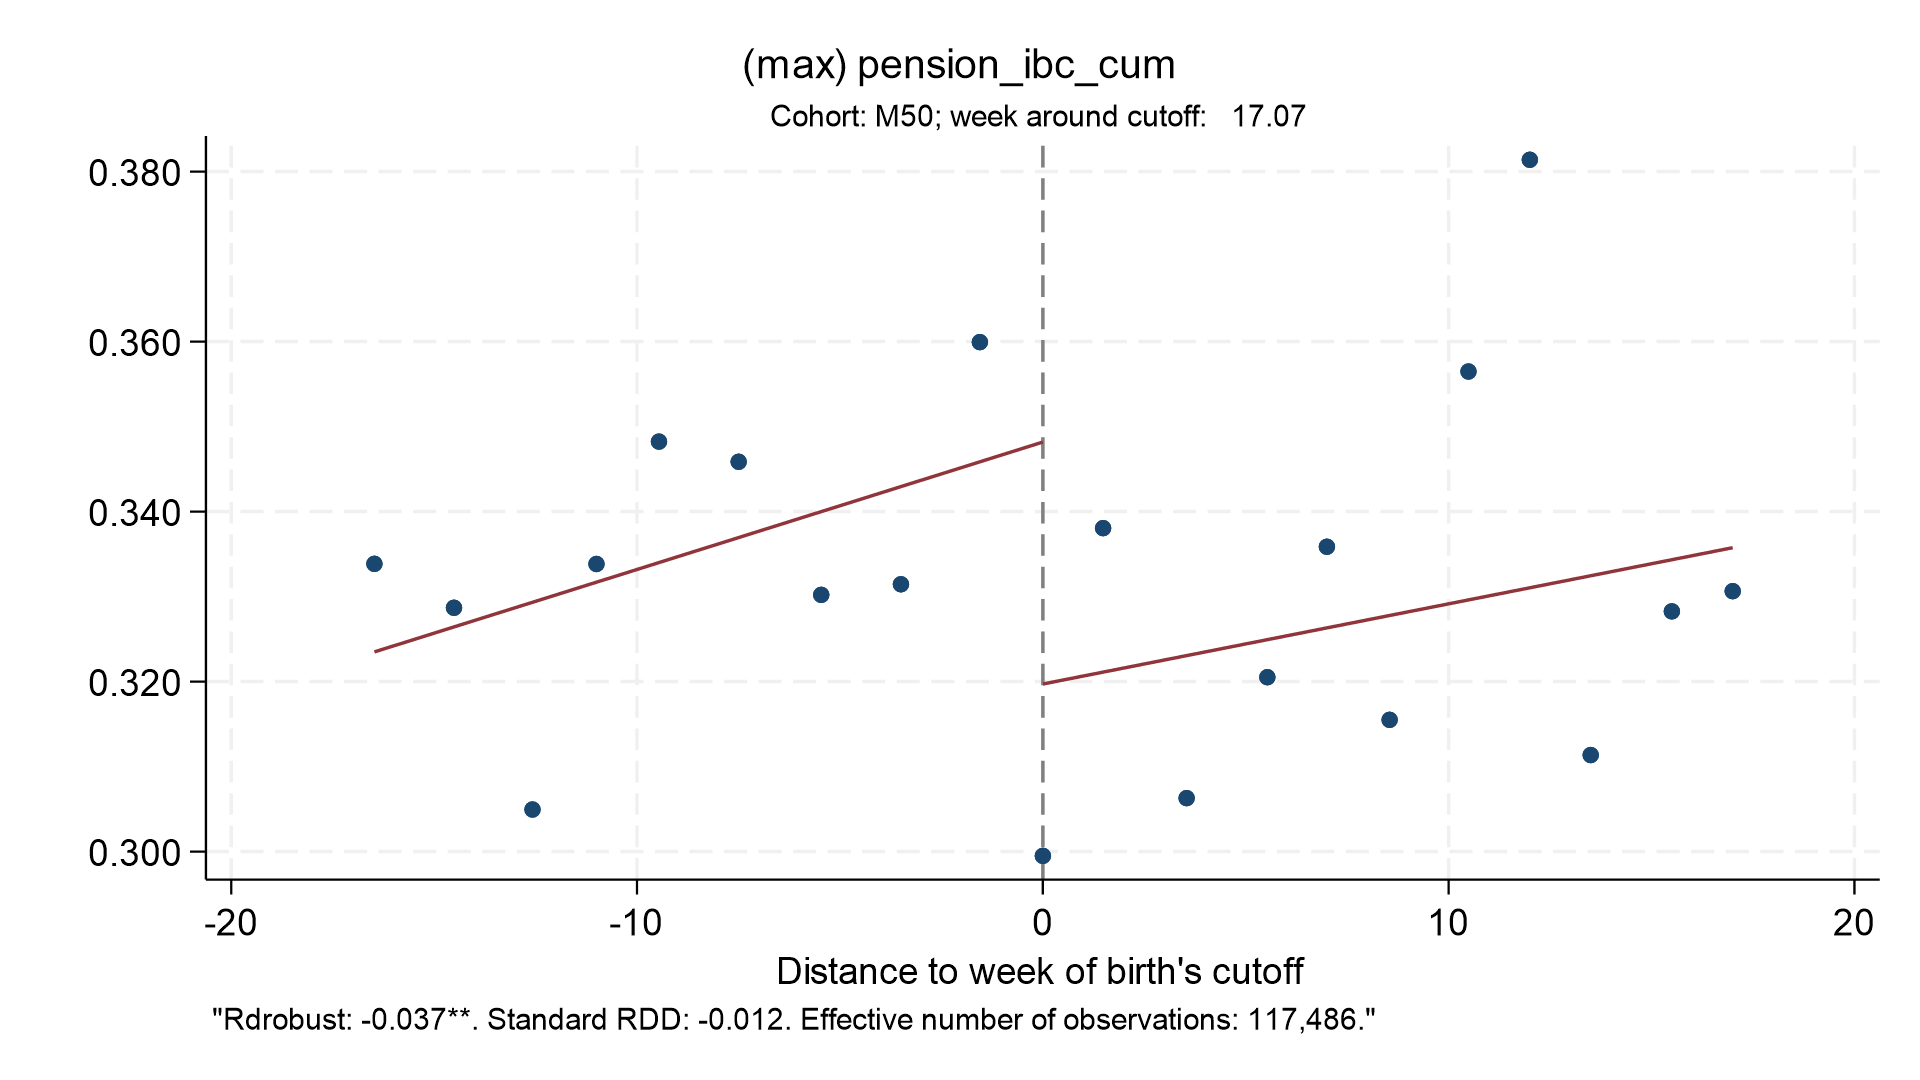 (max) pension_ibc_cum
Cohort: M50; week around cutoff: 17.07
0.380
0.360
0.340
0.320
0.300
-20 -10 0 10 20
Distance to week of birth's cutoff
"Rdrobust: -0.037**. Standard RDD: -0.012. Effective number of observations: 117,486."